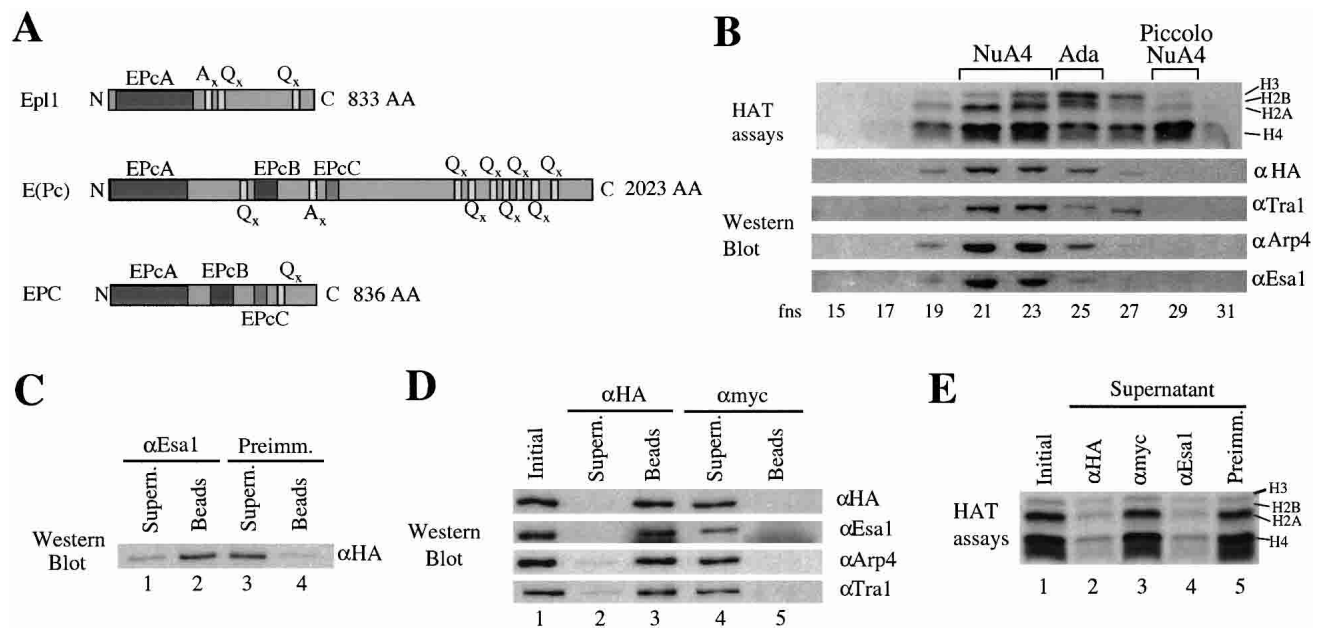 A
EPcA Ax Qx Qx
Epl1 N C 833 AA
EPcA EPcB EPcC Qx Qx Qx Qx
E(Pc) N C 2023 AA
Qx Ax Qx Qx Qx
EPcA EPcB Qx
EPC N C 836 AA
EPcC
B
NuA4 Ada Piccolo NuA4
HAT assays
H3
H2B
H2A
H4
Western Blot
αHA
αTra1
αArp4
αEsa1
fns 15 17 19 21 23 25 27 29 31
C
αEsa1 Preimm.
Supern. Beads Supern. Beads
Western Blot
αHA
1 2 3 4
D
αHA αmyc
Initial Supern. Beads Supern. Beads
Western Blot
αHA
αEsa1
αArp4
αTra1
1 2 3 4 5
E
Supernatant
Initial αHA αmyc αEsa1 Preimm.
HAT assays
H3
H2B
H2A
H4
1 2 3 4 5